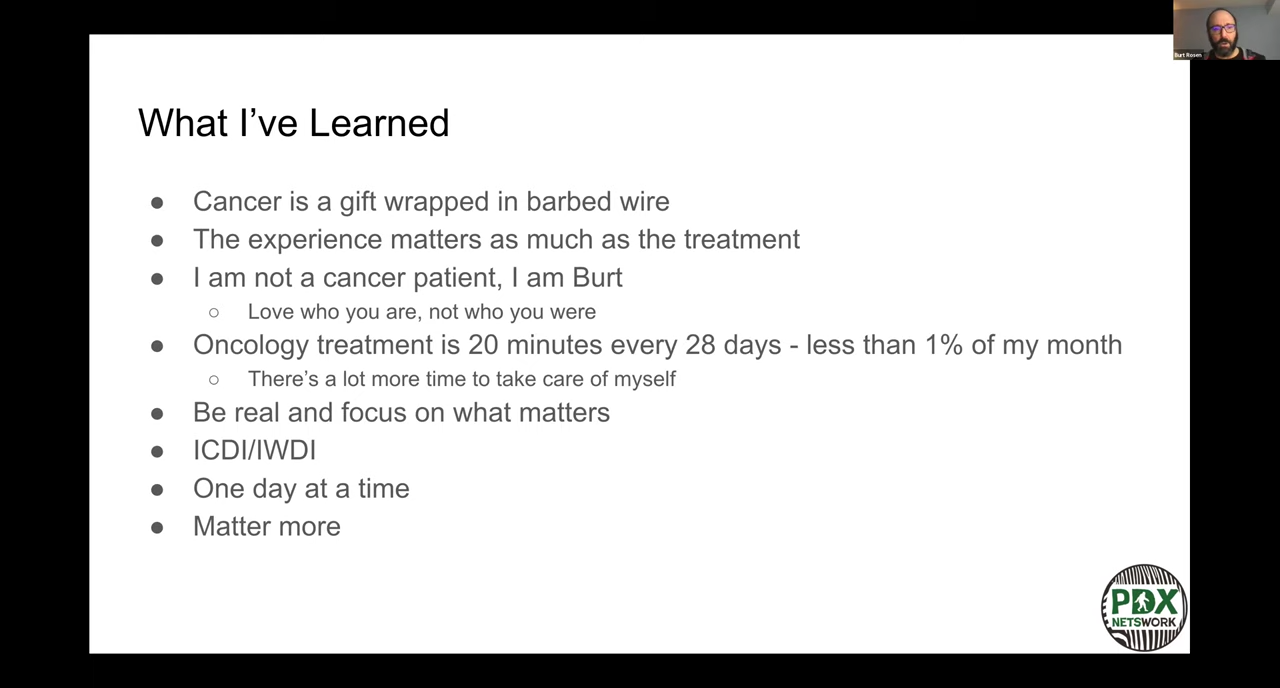 Burt Rosen
What I’ve Learned
● Cancer is a gift wrapped in barbed wire
● The experience matters as much as the treatment
● I am not a cancer patient, I am Burt
○ Love who you are, not who you were
● Oncology treatment is 20 minutes every 28 days - less than 1% of my month
○ There’s a lot more time to take care of myself
● Be real and focus on what matters
● ICDI/IWDI
● One day at a time
● Matter more
PDX
NETSWORK